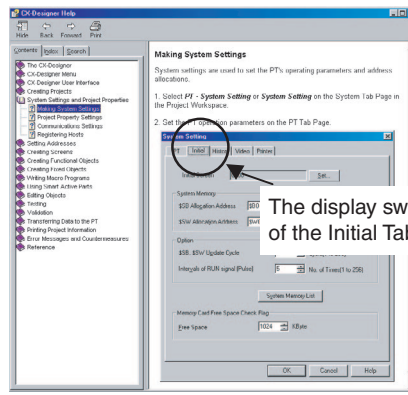 CX-Designer Help
Hide Back Forward Print
Contents Index Search
The CX-Designer
CX-Designer Menu
CX-Designer User Interface
Creating Projects
System Settings and Project Properties
Making System Settings
Project Property Settings
Communications Settings
Registering Hosts
Setting Addresses
Creating Screens
Creating Functional Objects
Creating Fixed Objects
Writing Macro Programs
Using Smart Active Parts
Editing Objects
Testing
Validation
Transferring Data to the PT
Printing Project Information
Error Messages and Countermeasures
Reference
Making System Settings
System settings are used to set the PT's operating parameters and address
allocations.
1. Select PT - System Setting or System Setting on the System Tab Page in
the Project Workspace.
2. Set the PT operation parameters on the PT Tab Page.
System Setting
PT Initial History Video Printer
Initial Screen Set...
System Memory
$SB Allocation Address
$SW Allocation Address
The display sw
of the Initial Tab
Option
$SB, $SW Update Cycle
Intervals of RUN signal (Pulse) 5 No. of Times(1 to 256)
System Memory List
Memory Card Free Space Check Flag
Free Space 1024 KByte
OK Cancel Help